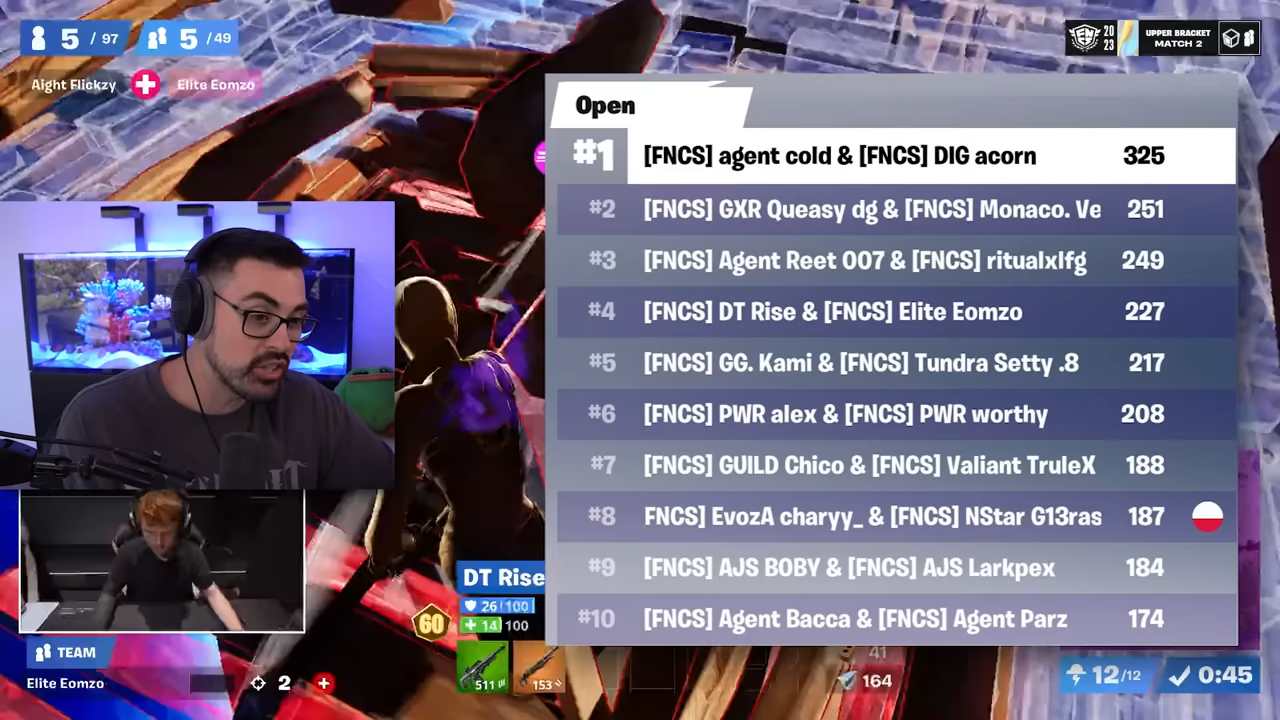 5 / 97
5 / 49
Aight Flickzy
Elite Eomzo
20
23
UPPER BRACKET
MATCH 2
Open
#1 [FNCS] agent cold & [FNCS] DIG acorn 325
#2 [FNCS] GXR Queasy dg & [FNCS] Monaco. Ve 251
#3 [FNCS] Agent Reet 007 & [FNCS] ritualxlfg 249
#4 [FNCS] DT Rise & [FNCS] Elite Eomzo 227
#5 [FNCS] GG. Kami & [FNCS] Tundra Setty .8 217
#6 [FNCS] PWR alex & [FNCS] PWR worthy 208
#7 [FNCS] GUILD Chico & [FNCS] Valiant TruleX 188
#8 FNCS] EvozA charyy_ & [FNCS] NStar G13ras 187
#9 [FNCS] AJS BOBY & [FNCS] AJS Larkpex 184
#10 [FNCS] Agent Bacca & [FNCS] Agent Parz 174
DT Rise
60
26 100
14 100
511
153
41
164
TEAM
Elite Eomzo
2
12/12
0:45